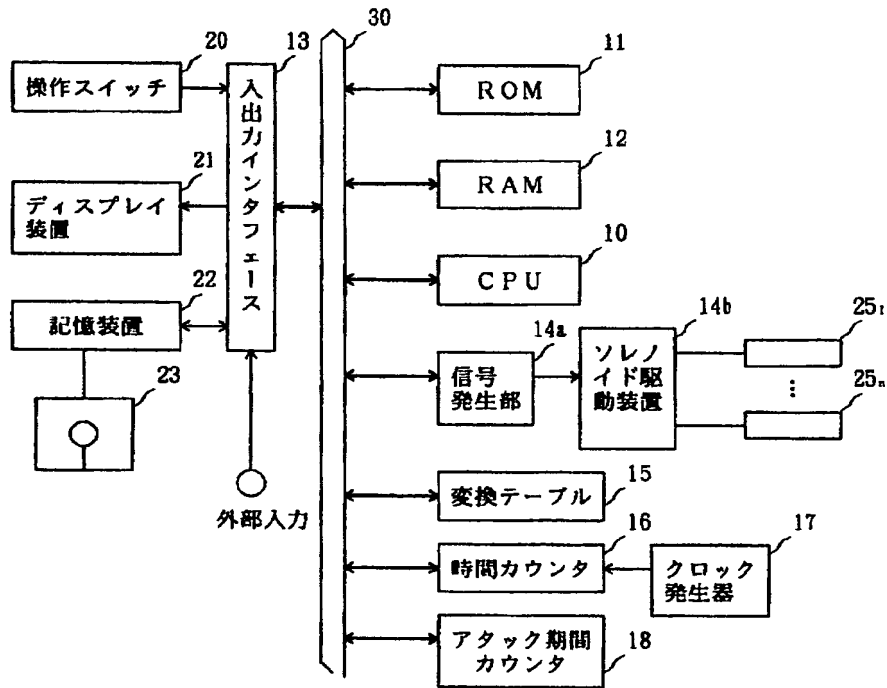 30
20
13
11
操作スイッチ
入出力インタフェース
ROM
12
21
RAM
ディスプレイ
装置
10
22
CPU
記憶装置
14a
14b
25₁
23
信号
発生部
ソレノ
イド駆
動装置
⋮
25ₙ
15
外部入力
変換テーブル
16
17
時間カウンタ
クロック
発生器
アタック期間
カウンタ
18